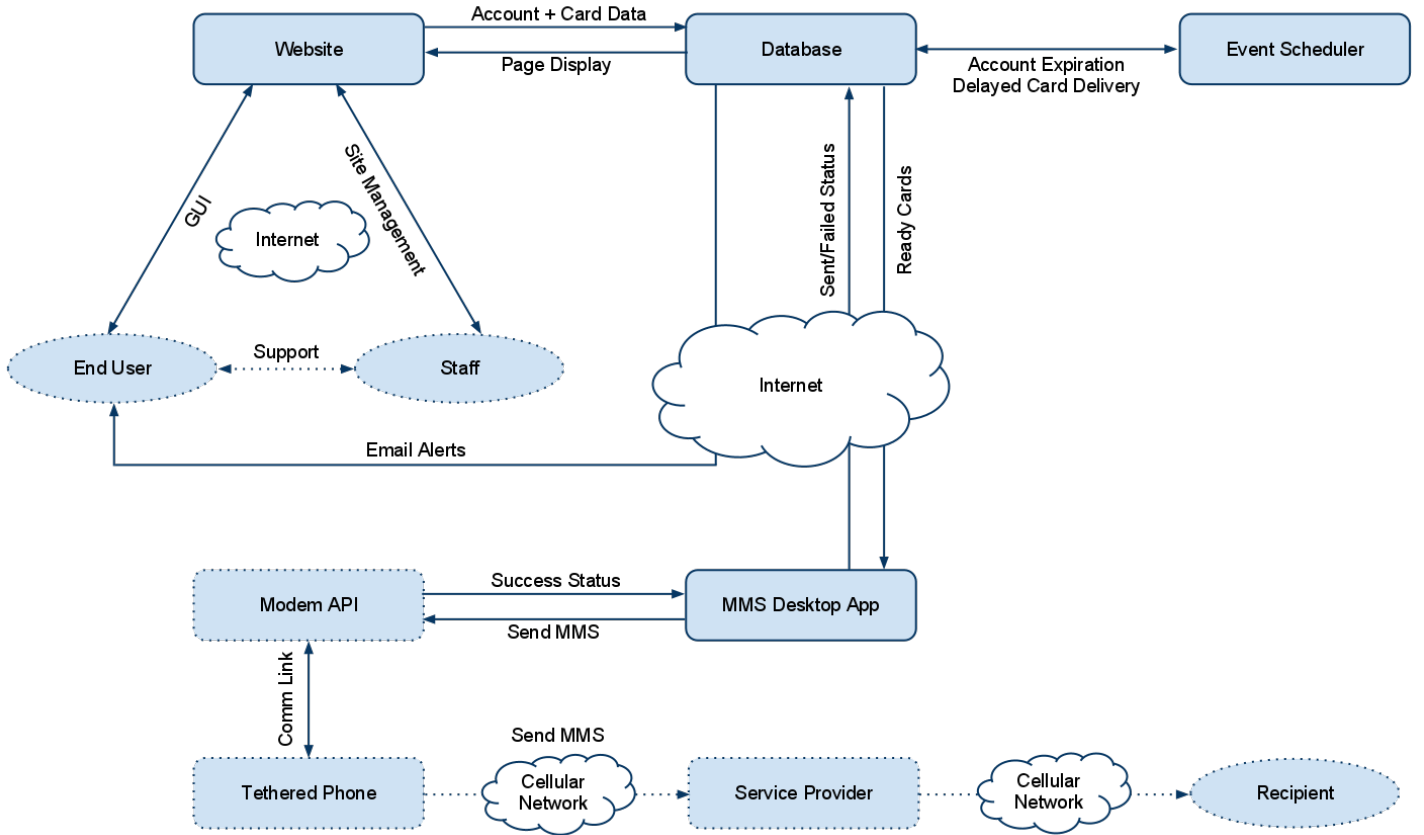 Account + Card Data
Website
Database
Event Scheduler
Page Display
Account Expiration
Delayed Card Delivery
GUI
Site Management
Internet
Sent/Failed Status
Ready Cards
End User
Support
Staff
Internet
Email Alerts
Modem API
Success Status
MMS Desktop App
Send MMS
Comm Link
Send MMS
Tethered Phone
Cellular
Network
Service Provider
Cellular
Network
Recipient